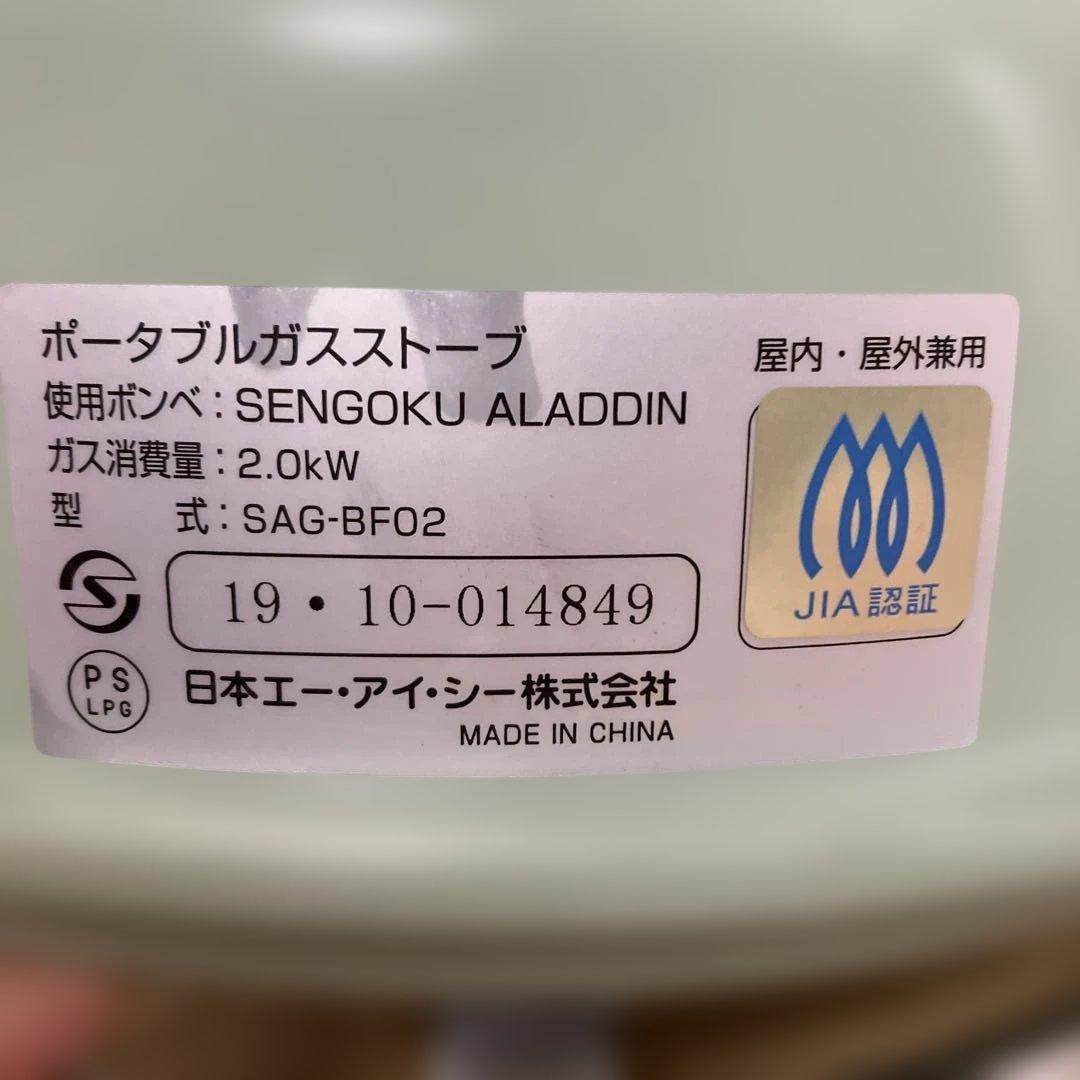 ポータブルガスストーブ
屋内・屋外兼用
使用ボンベ：SENGOKU ALADDIN
ガス消費量：2.0kW
型　　式：SAG-BF02
19・10-014849
JIA認証
PS
LPG
日本エー・アイ・シー株式会社
MADE IN CHINA